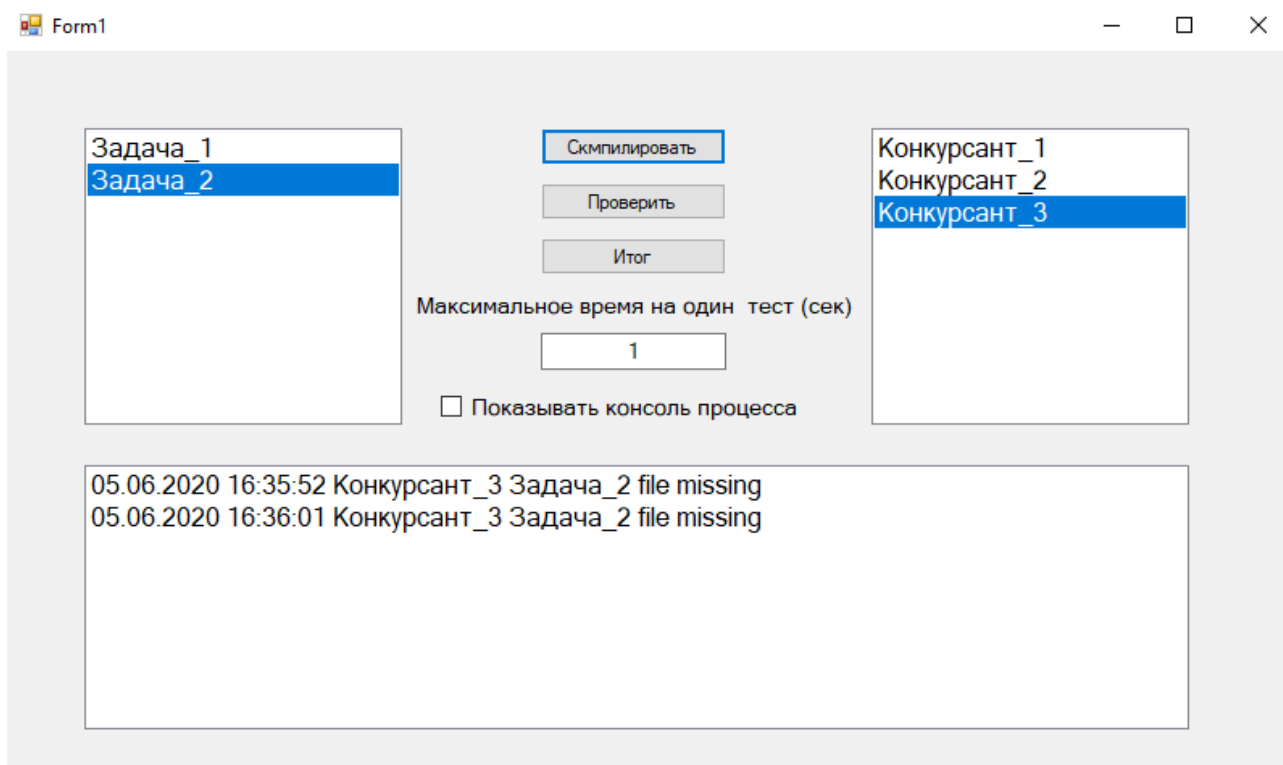 Form1
Задача_1
Задача_2
Скмпилировать
Проверить
Итог
Максимальное время на один  тест (сек)
1
Показывать консоль процесса
Конкурсант_1
Конкурсант_2
Конкурсант_3
05.06.2020 16:35:52 Конкурсант_3 Задача_2 file missing
05.06.2020 16:36:01 Конкурсант_3 Задача_2 file missing